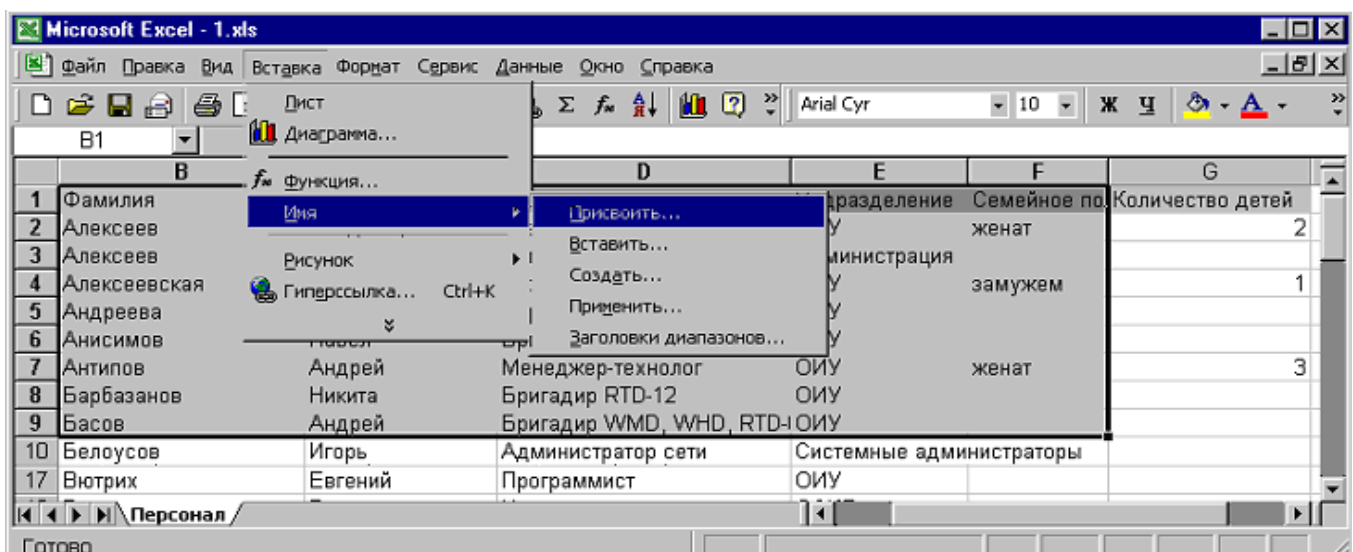 Microsoft Excel - 1.xls
Файл Правка Вид Вставка Формат Сервис Данные Окно Справка
Arial Cyr 10 Ж Ч
B1
Лист
Диаграмма...
Функция...
Имя
Рисунок
Гиперссылка... Ctrl+K
Присвоить...
Вставить...
Создать...
Применить...
Заголовки диапазонов...
B D E F G
1 Фамилия Семейное по Количество детей
2 Алексеев женат 2
3 Алексеев
4 Алексеевская замужем 1
5 Андреева
6 Анисимов
7 Антипов Андрей Менеджер-технолог ОИУ женат 3
8 Барбазанов Никита Бригадир RTD-12 ОИУ
9 Басов Андрей Бригадир WMD, WHD, RTD- ОИУ
10 Белоусов Игорь Администратор сети Системные администраторы
17 Вютрих Евгений Программист ОИУ
Персонал
Готово